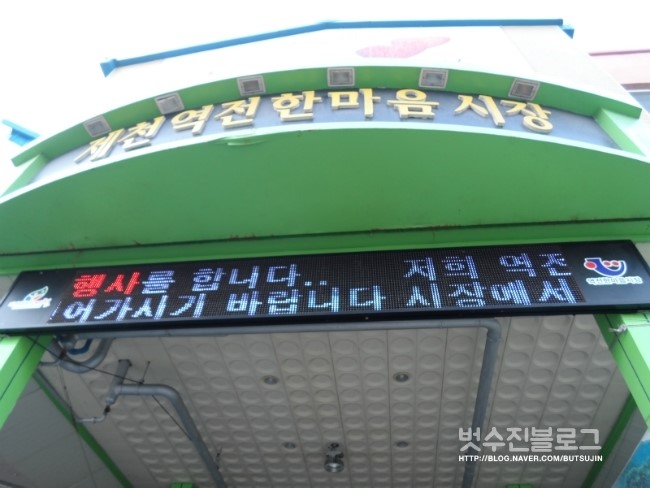 제천역전한마음시장
행사를 합니다.. 저희 역전
여가시기 바랍니다 시장에서
벗수진블로그
HTTP://BLOG.NAVER.COM/BUTSUJIN